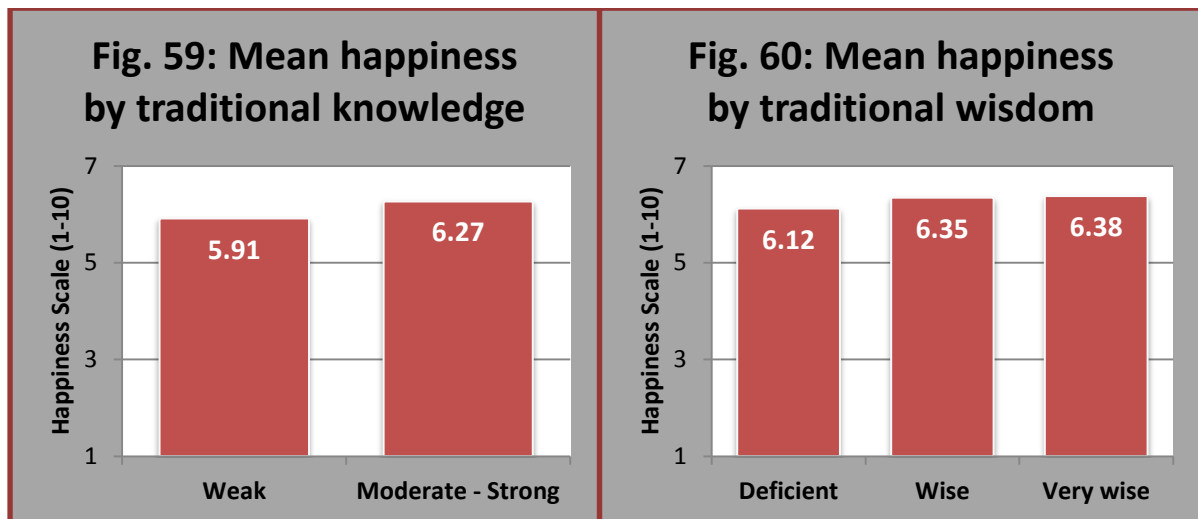 Fig. 59: Mean happiness
by traditional knowledge
Happiness Scale (1-10)
7
5
3
1
5.91
6.27
Weak
Moderate - Strong
Fig. 60: Mean happiness
by traditional wisdom
Happiness Scale (1-10)
7
5
3
1
6.12
6.35
6.38
Deficient
Wise
Very wise